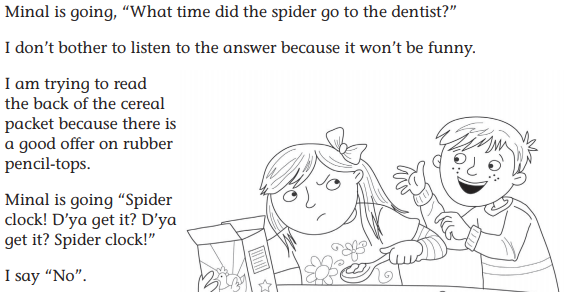 Minal is going, “What time did the spider go to the dentist?”
I don’t bother to listen to the answer because it won’t be funny.
I am trying to read
the back of the cereal
packet because there is
a good offer on rubber
pencil-tops.
Minal is going “Spider
clock! D’ya get it? D’ya
get it? Spider clock!”
I say “No”.